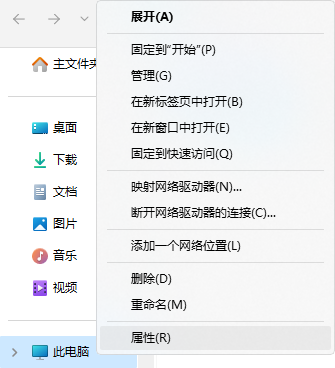 展开(A)
固定到“开始”(P)
主文件夹
管理(G)
在新标签页中打开(B)
桌面
在新窗口中打开(E)
下载
固定到快速访问(Q)
文档
映射网络驱动器(N)...
图片
断开网络驱动器的连接(C)...
音乐
添加一个网络位置(L)
视频
删除(D)
重命名(M)
此电脑
属性(R)